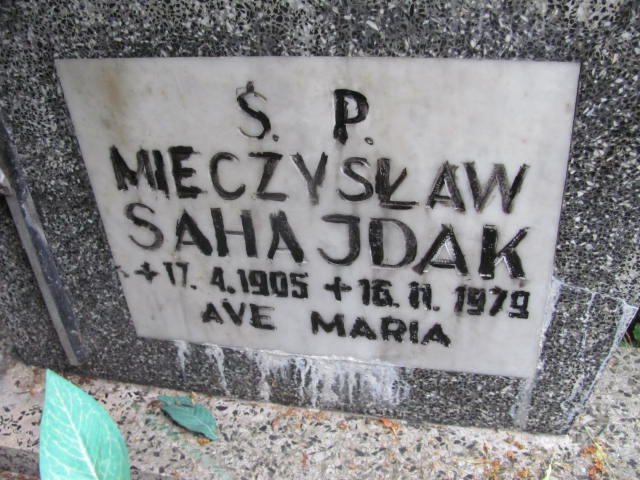 Ś. P.
MIECZYSŁAW
SAHAJDAK
+ 17. 4. 1905 + 16. 11. 1979
AVE MARIA